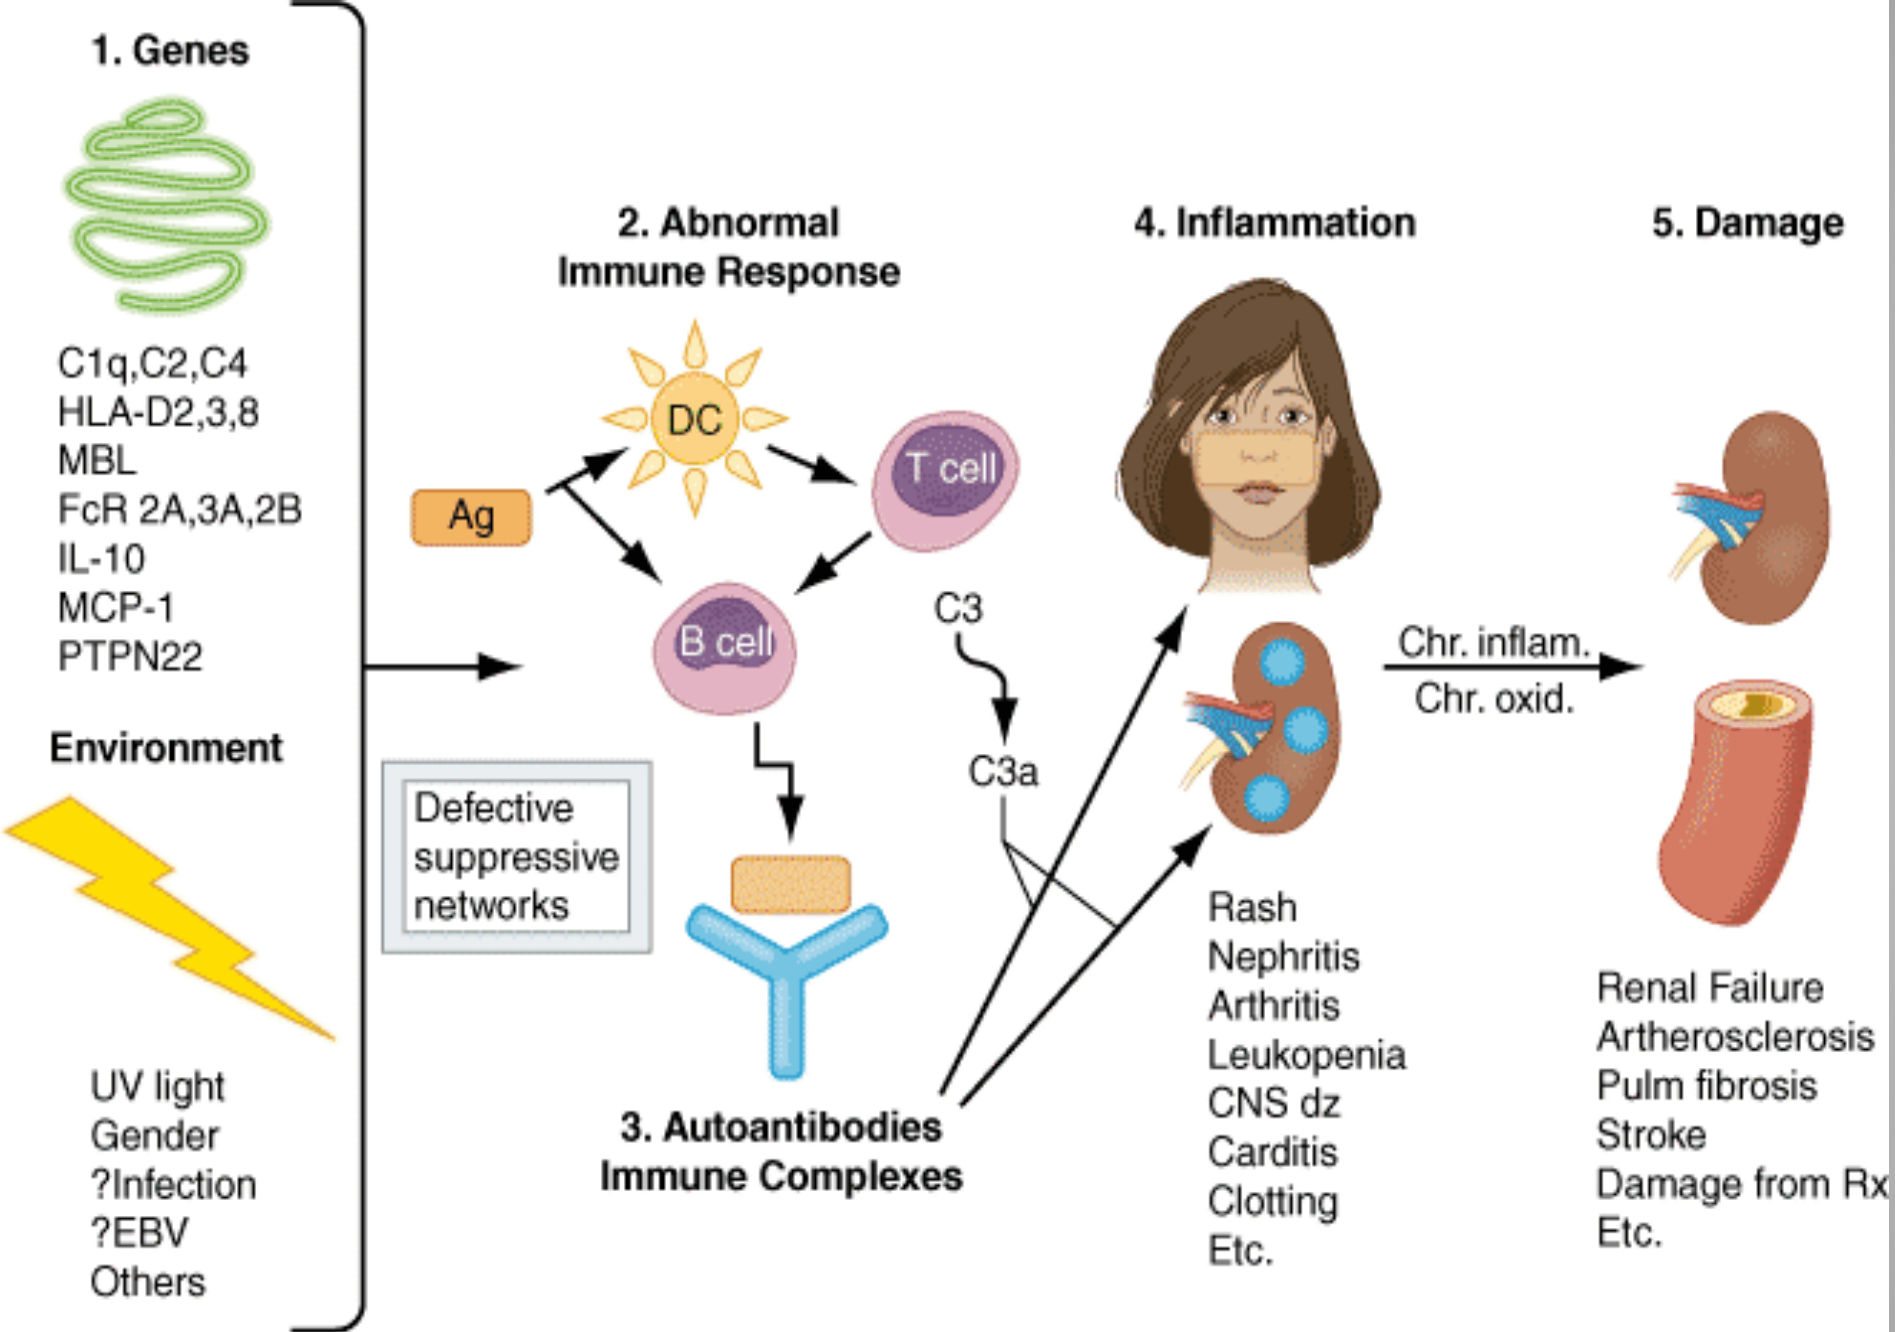 1. Genes
C1q,C2,C4
HLA-D2,3,8
MBL
FcR 2A,3A,2B
IL-10
MCP-1
PTPN22
Environment
UV light
Gender
?Infection
?EBV
Others
2. Abnormal
Immune Response
DC
T cell
Ag
B cell
C3
C3a
Defective
suppressive
networks
3. Autoantibodies
Immune Complexes
4. Inflammation
Rash
Nephritis
Arthritis
Leukopenia
CNS dz
Carditis
Clotting
Etc.
Chr. inflam.
Chr. oxid.
5. Damage
Renal Failure
Artherosclerosis
Pulm fibrosis
Stroke
Damage from Rx
Etc.